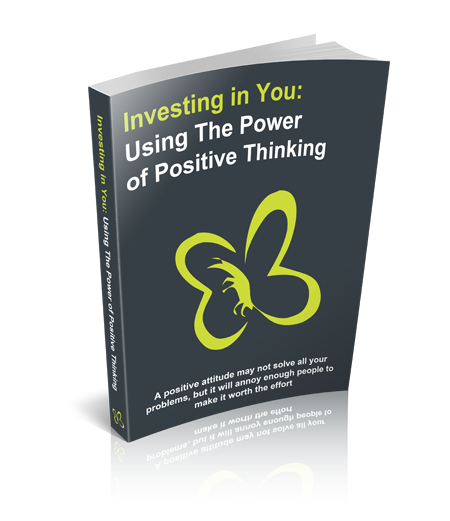 Investing in You:
Using The Power
of Positive Thinking
A positive attitude may not solve all your
problems, but it will annoy enough people to
make it worth the effort
Investing in You: Using The Power of Positive Thinking